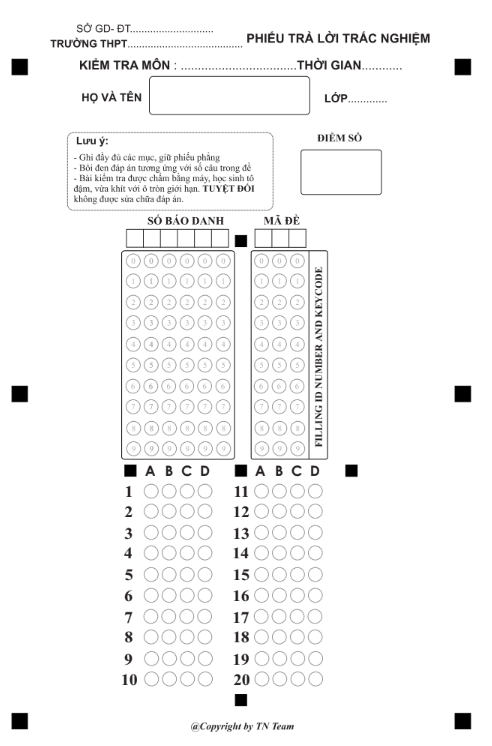 SỞ GD- ĐT............................
TRƯỜNG THPT...................................... PHIẾU TRẢ LỜI TRẮC NGHIỆM
KIỂM TRA MÔN : .................................THỜI GIAN............
HỌ VÀ TÊN LỚP.............
Lưu ý:
- Ghi đầy đủ các mục, giữ phiếu phẳng
- Bôi đen đáp án tương ứng với số câu trong đề
- Bài kiểm tra được chấm bằng máy, học sinh tô
đậm, vừa khít với ô tròn giới hạn. TUYỆT ĐỐI
không được sửa chữa đáp án.
ĐIỂM SỐ
SỐ BÁO DANH MÃ ĐỀ
0 0 0 0 0 0 0 0 0
1 1 1 1 1 1 1 1 1
2 2 2 2 2 2 2 2 2
3 3 3 3 3 3 3 3 3
4 4 4 4 4 4 4 4 4
5 5 5 5 5 5 5 5 5
6 6 6 6 6 6 6 6 6
7 7 7 7 7 7 7 7 7
8 8 8 8 8 8 8 8 8
9 9 9 9 9 9 9 9 9
FILLING ID NUMBER AND KEYCODE
A B C D A B C D
1 11
2 12
3 13
4 14
5 15
6 16
7 17
8 18
9 19
10 20
@Copyright by TN Team